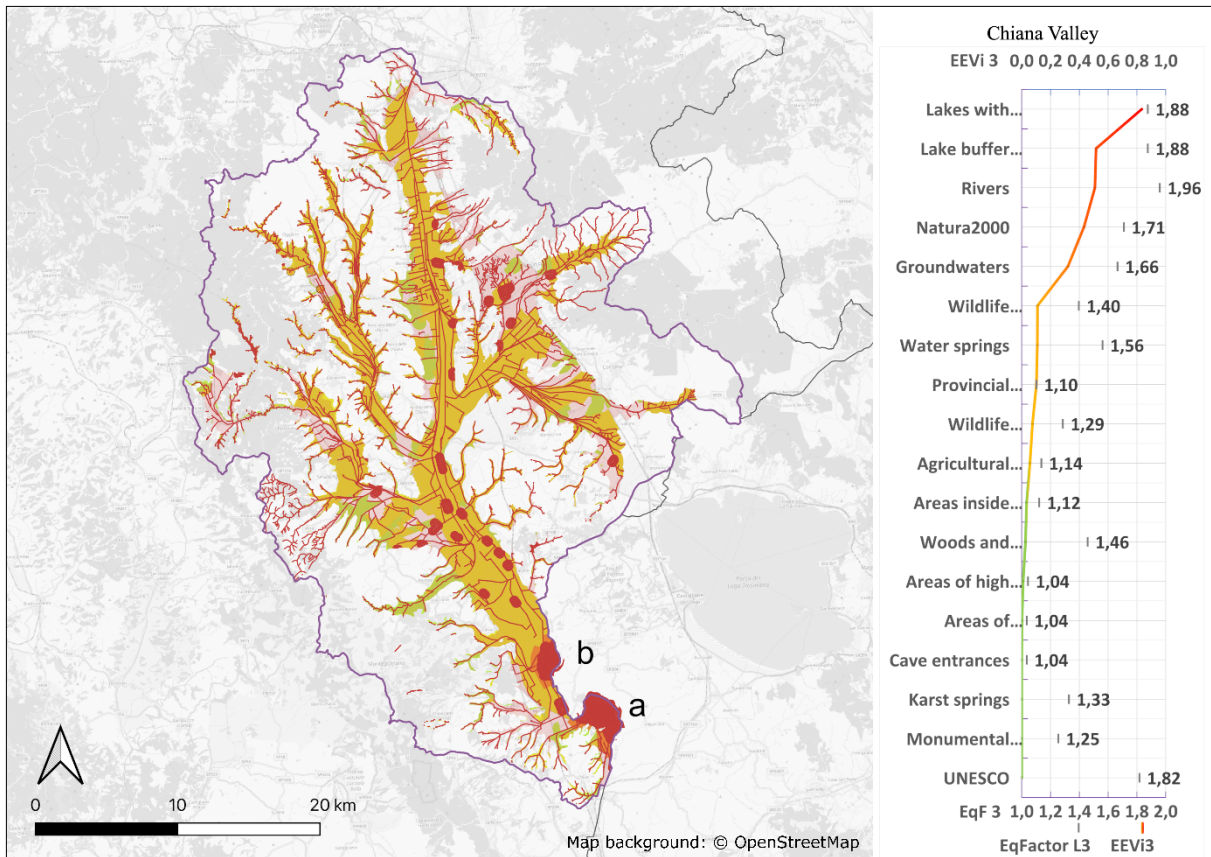 b
a
0 10 20 km
Map background: © OpenStreetMap
Chiana Valley
EEVi 3 0,0 0,2 0,4 0,6 0,8 1,0
Lakes with... 1,88
Lake buffer... 1,88
Rivers 1,96
Natura2000 1,71
Groundwaters 1,66
Wildlife... 1,40
Water springs 1,56
Provincial... 1,10
Wildlife... 1,29
Agricultural... 1,14
Areas inside... 1,12
Woods and... 1,46
Areas of high... 1,04
Areas of... 1,04
Cave entrances 1,04
Karst springs 1,33
Monumental... 1,25
UNESCO 1,82
EqF 3 1,0 1,2 1,4 1,6 1,8 2,0
EqFactor L3 EEVi3